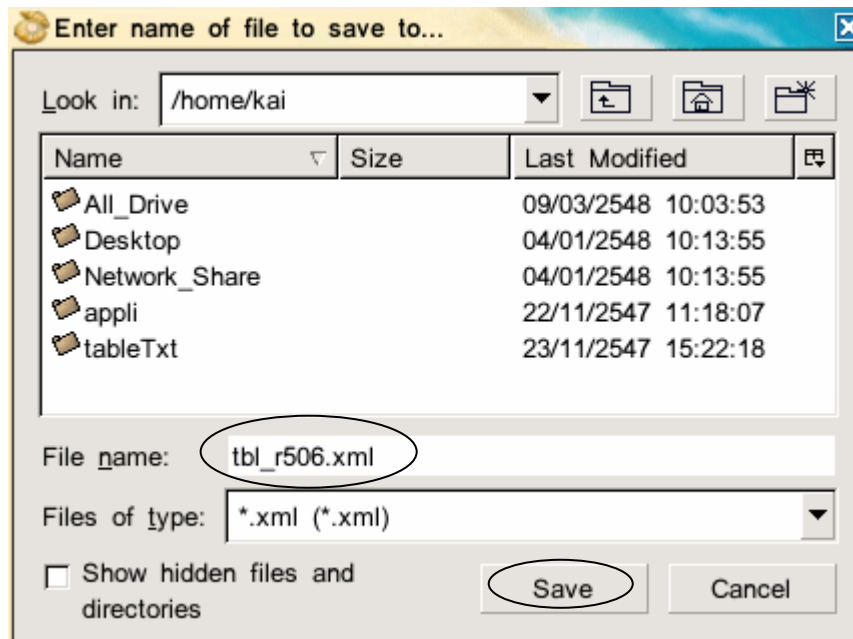 Enter name of file to save to...
Look in: /home/kai
Name Size Last Modified
All_Drive 09/03/2548 10:03:53
Desktop 04/01/2548 10:13:55
Network_Share 04/01/2548 10:13:55
appli 22/11/2547 11:18:07
tableTxt 23/11/2547 15:22:18
File name: tbl_r506.xml
Files of type: *.xml (*.xml)
Show hidden files and
directories
Save Cancel